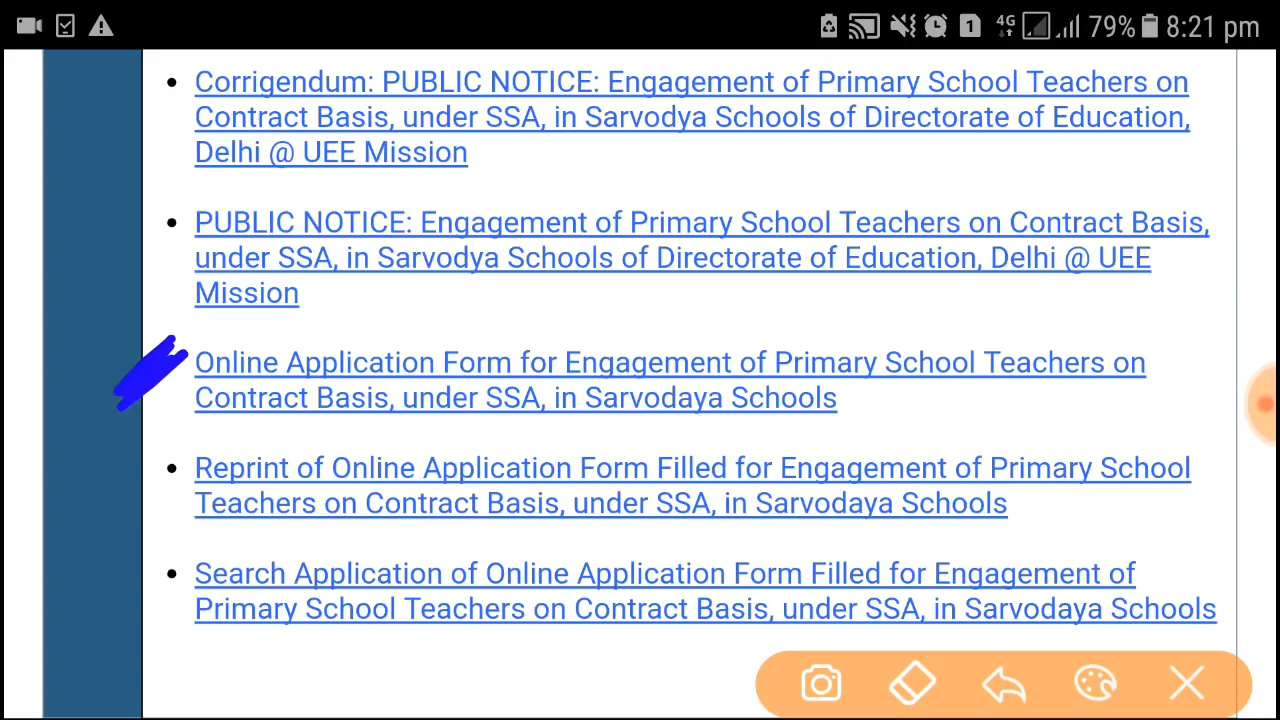 4G 79% 8:21 pm
1
Corrigendum: PUBLIC NOTICE: Engagement of Primary School Teachers on
Contract Basis, under SSA, in Sarvodya Schools of Directorate of Education,
Delhi @ UEE Mission
PUBLIC NOTICE: Engagement of Primary School Teachers on Contract Basis,
under SSA, in Sarvodya Schools of Directorate of Education, Delhi @ UEE
Mission
Online Application Form for Engagement of Primary School Teachers on
Contract Basis, under SSA, in Sarvodaya Schools
Reprint of Online Application Form Filled for Engagement of Primary School
Teachers on Contract Basis, under SSA, in Sarvodaya Schools
Search Application of Online Application Form Filled for Engagement of
Primary School Teachers on Contract Basis, under SSA, in Sarvodaya Schools